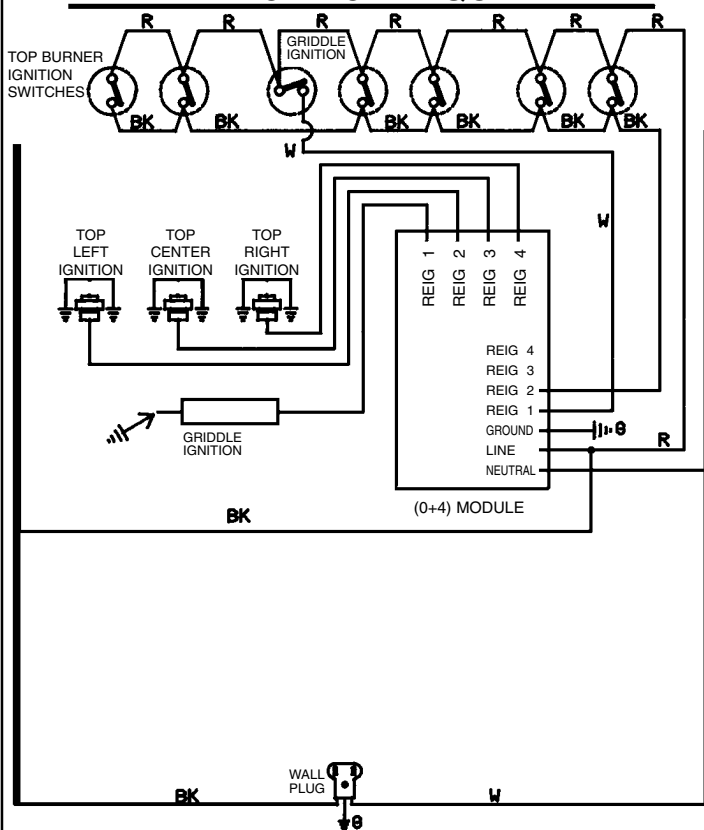 R R R R R R R
TOP BURNER
IGNITION
SWITCHES
GRIDDLE
IGNITION
BK BK BK BK BK BK
W
W
TOP
LEFT
IGNITION
TOP
CENTER
IGNITION
TOP
RIGHT
IGNITION
REIG 1
REIG 2
REIG 3
REIG 4
REIG 4
REIG 3
REIG 2
REIG 1
GROUND
LINE
NEUTRAL
R
GRIDDLE
IGNITION
(0+4) MODULE
BK
WALL
PLUG
BK
W